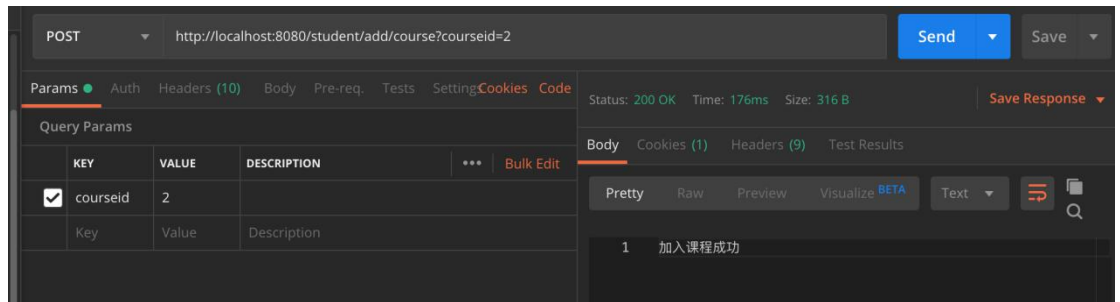 POST http://localhost:8080/student/add/course?courseid=2 Send Save
Params Auth Headers (10) Body Pre-req. Tests Settings Cookies Code
Query Params
KEY VALUE DESCRIPTION ••• Bulk Edit
courseid 2
Key Value Description
Status: 200 OK Time: 176ms Size: 316 B Save Response
Body Cookies (1) Headers (9) Test Results
Pretty Raw Preview Visualize BETA Text
1 加入课程成功